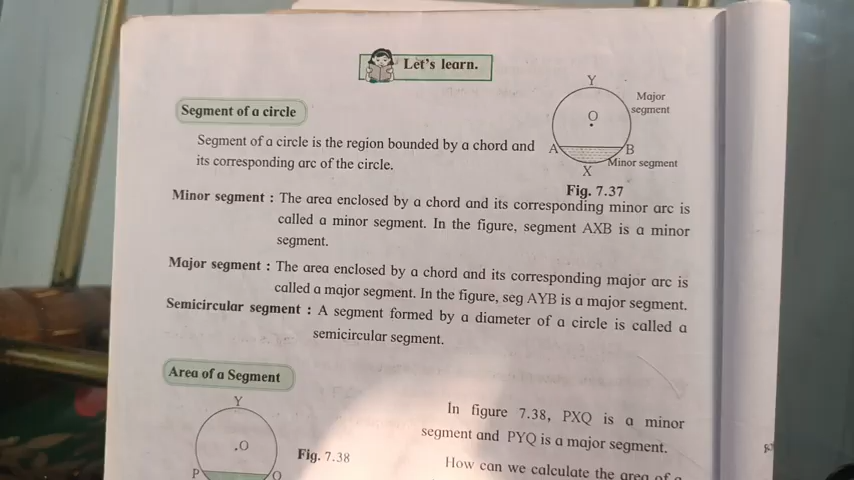 Let's learn.
Segment of a circle
Segment of a circle is the region bounded by a chord and
its corresponding arc of the circle.
Y
Major
segment
O
A
B
Minor segment
X
Fig. 7.37
Minor segment : The area enclosed by a chord and its corresponding minor arc is
called a minor segment. In the figure, segment AXB is a minor
segment.
Major segment : The area enclosed by a chord and its corresponding major arc is
called a major segment. In the figure, seg AYB is a major segment.
Semicircular segment : A segment formed by a diameter of a circle is called a
semicircular segment.
Area of a Segment
Y
O
P
Q
Fig. 7.38
In figure 7.38, PXQ is a minor
segment and PYQ is a major segment.
How can we calculate the area of a